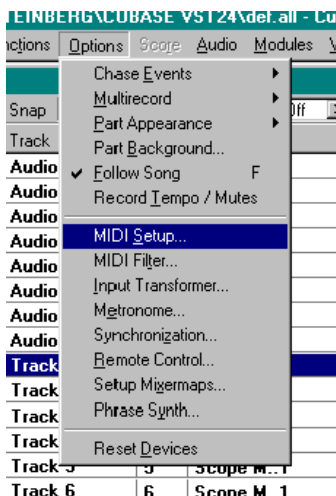 TEINBERG\CUBASE VST24\def.all - Cu
nctions Options Score Audio Modules
Chase Events
Snap Multirecord Off
Part Appearance
Track Part Background...
Audio ✓ Follow Song F
Audio Record Tempo / Mutes
Audio
Audio MIDI Setup...
Audio MIDI Filter...
Audio Input Transformer...
Audio Metronome...
Audio Synchronization...
Track Remote Control...
Track Setup Mixermaps...
Track Phrase Synth...
Track
Track 5 5 Scope M..1
Reset Devices
Track 6 6 Scope M..1